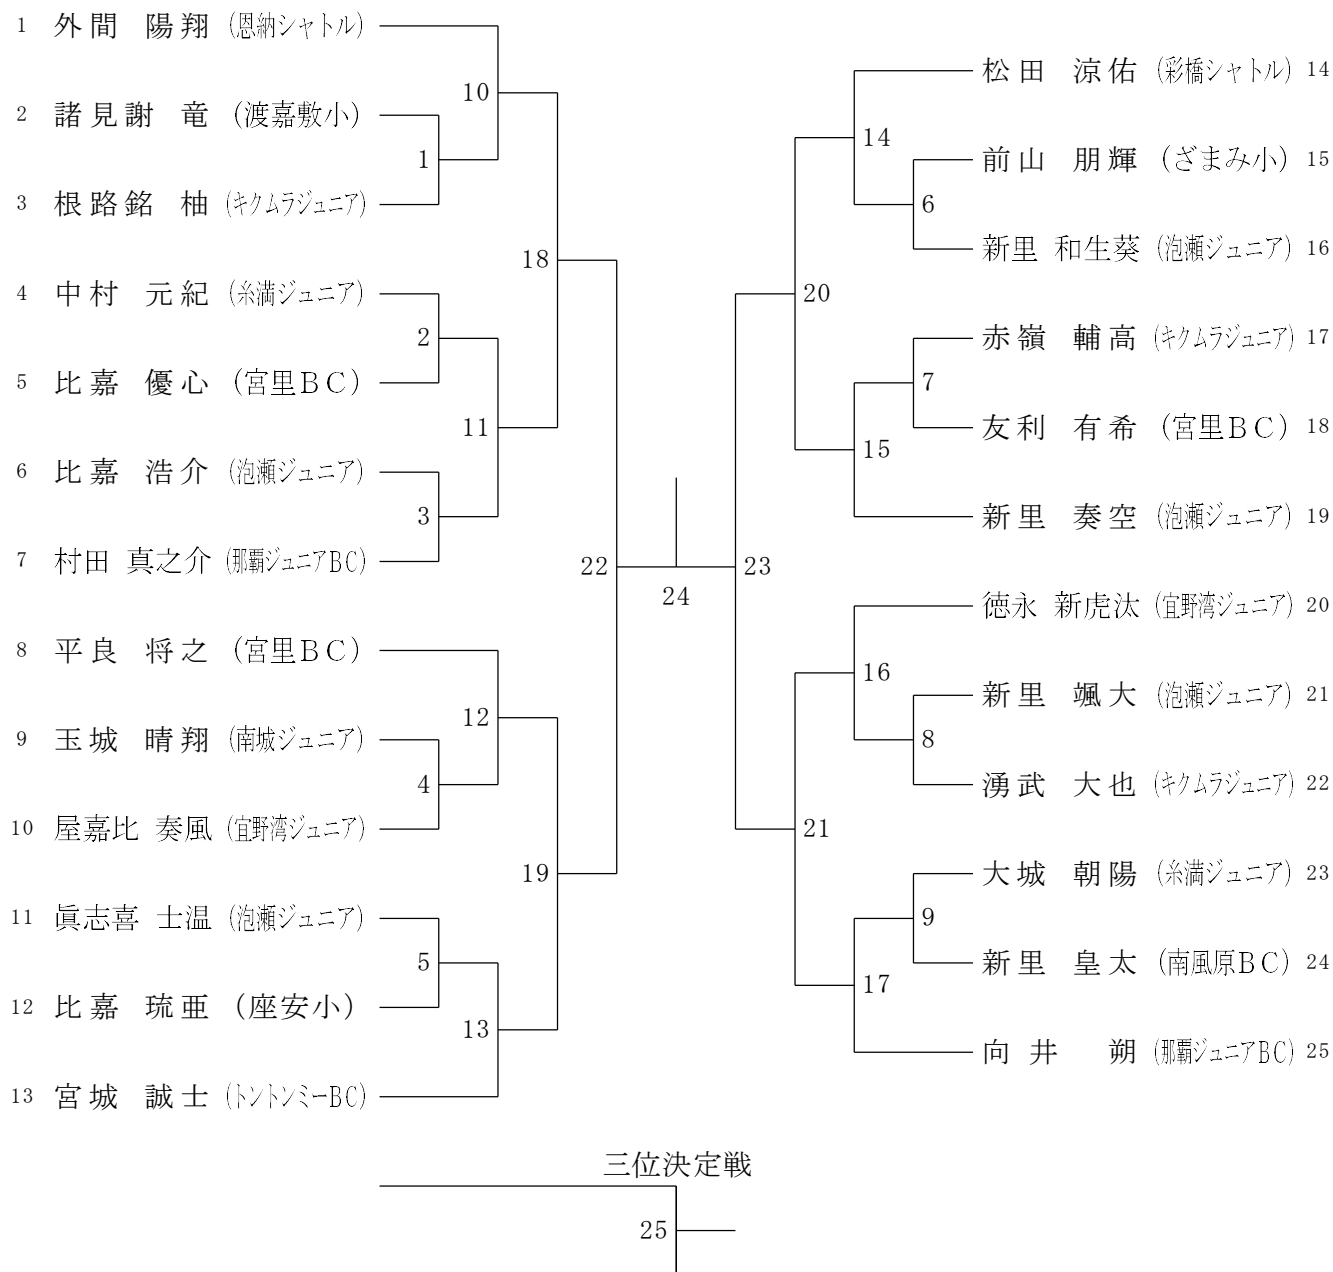 1 外間 陽翔 (恩納シャトル)
2 諸見謝 竜 (渡嘉敷小)
3 根路銘 柚 (キクムラジュニア)
4 中村 元紀 (糸満ジュニア)
5 比嘉 優心 (宮里BC)
6 比嘉 浩介 (泡瀬ジュニア)
7 村田 真之介 (那覇ジュニアBC)
8 平良 将之 (宮里BC)
9 玉城 晴翔 (南城ジュニア)
10 屋嘉比 奏風 (宜野湾ジュニア)
11 眞志喜 士温 (泡瀬ジュニア)
12 比嘉 琉亜 (座安小)
13 宮城 誠士 (トントンミーBC)
10
1
18
2
11
3
22
12
4
19
5
13
24
23
14
6
20
7
15
16
8
21
9
17
松田 涼佑 (彩橋シャトル) 14
前山 朋輝 (ざまみ小) 15
新里 和生葵 (泡瀬ジュニア) 16
赤嶺 輔高 (キクムラジュニア) 17
友利 有希 (宮里BC) 18
新里 奏空 (泡瀬ジュニア) 19
徳永 新虎汰 (宜野湾ジュニア) 20
新里 颯大 (泡瀬ジュニア) 21
湧武 大也 (キクムラジュニア) 22
大城 朝陽 (糸満ジュニア) 23
新里 皇太 (南風原BC) 24
向井 朔 (那覇ジュニアBC) 25
三位決定戦
25